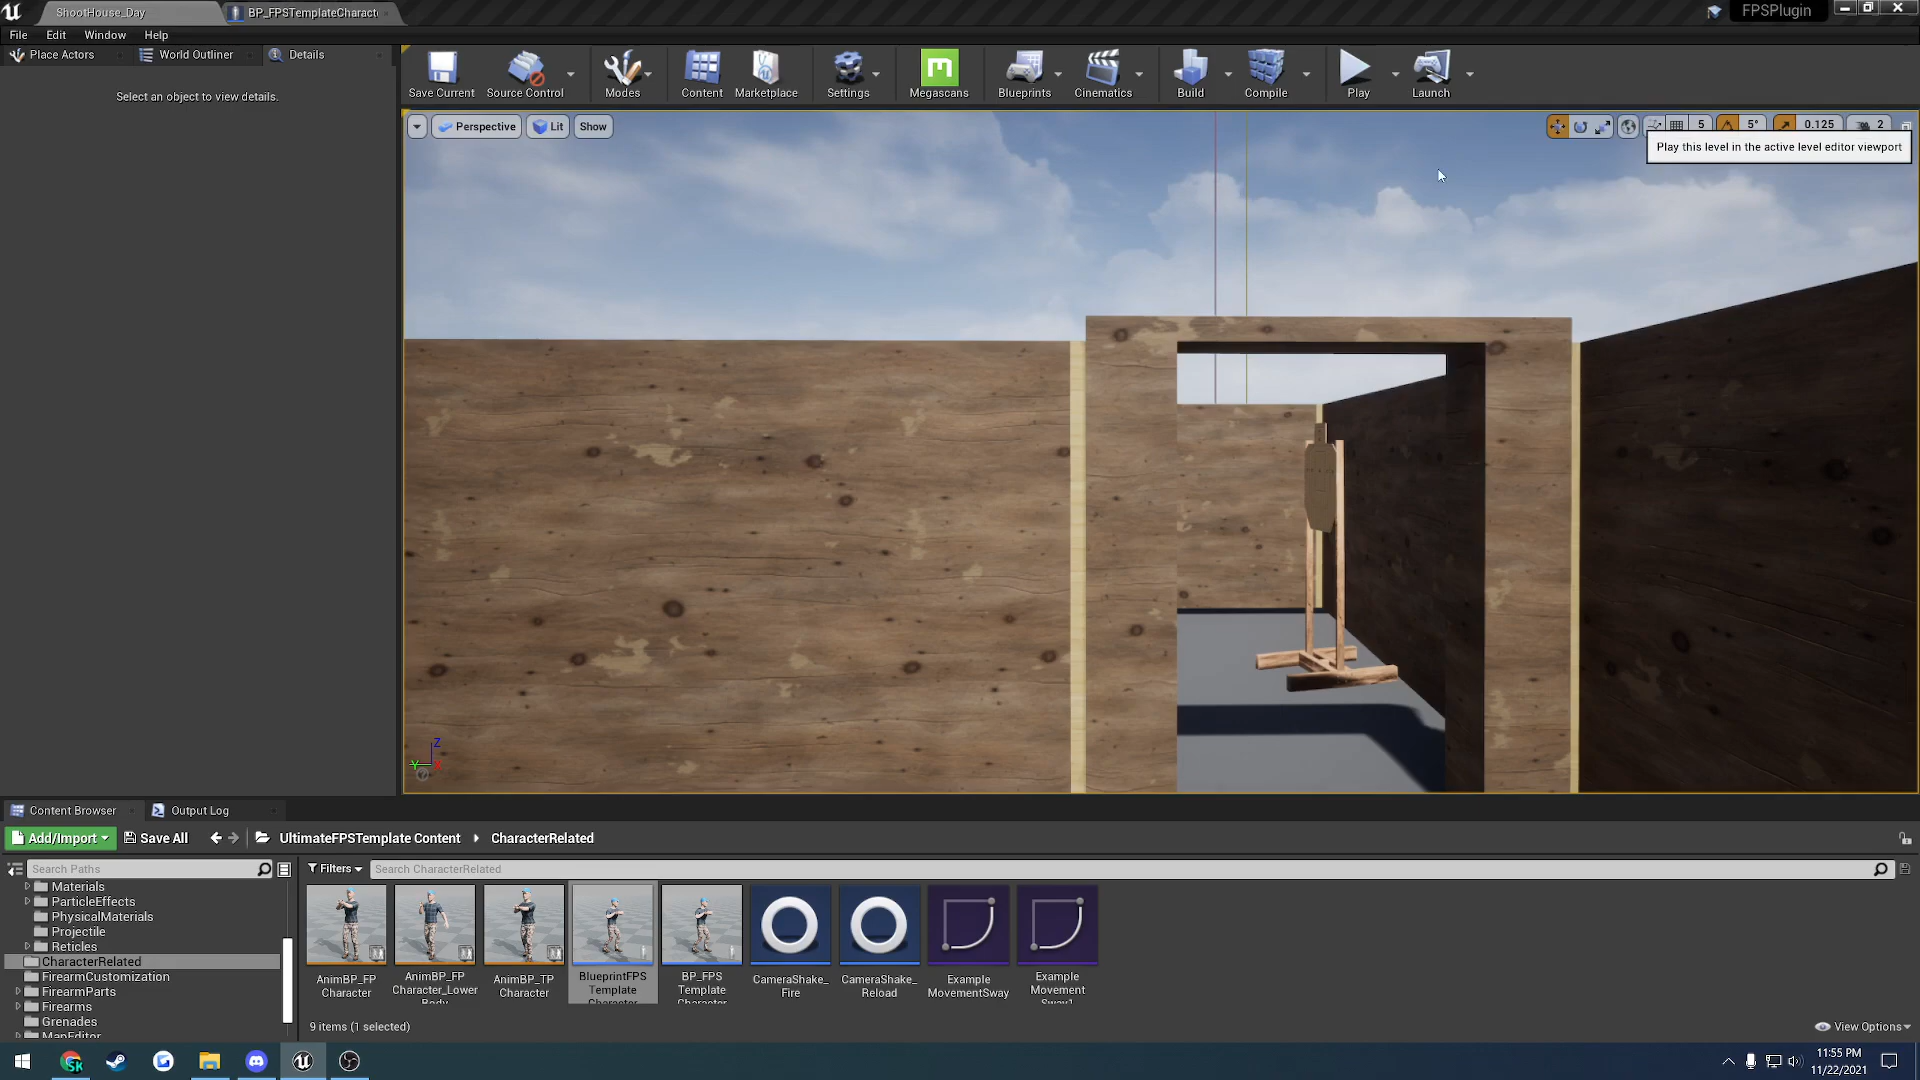 ShootHouse_Day
BP_FPSTemplateCharact
FPSPlugin
File Edit Window Help
Place Actors World Outliner Details
Select an object to view details.
Save Current Source Control Modes Content Marketplace Settings Megascans Blueprints Cinematics Build Compile Play Launch
Perspective Lit Show
5 5° 0.125 2
Play this level in the active level editor viewport
Z
Y X
Content Browser Output Log
Add/Import Save All UltimateFPSTemplate Content CharacterRelated
Search Paths
Filters Search CharacterRelated
Materials
ParticleEffects
PhysicalMaterials
Projectile
Reticles
CharacterRelated
FirearmCustomization
FirearmParts
Firearms
Grenades
MapEditor
AnimBP_FP
Character
AnimBP_FP
Character_Lower
Body
AnimBP_TP
Character
BlueprintFPS
Template
Character
BP_FPS
Template
Character
CameraShake_
Fire
CameraShake_
Reload
Example
MovementSway
Example
Movement
Sway1
9 items (1 selected)
View Options
11:55 PM
11/22/2021